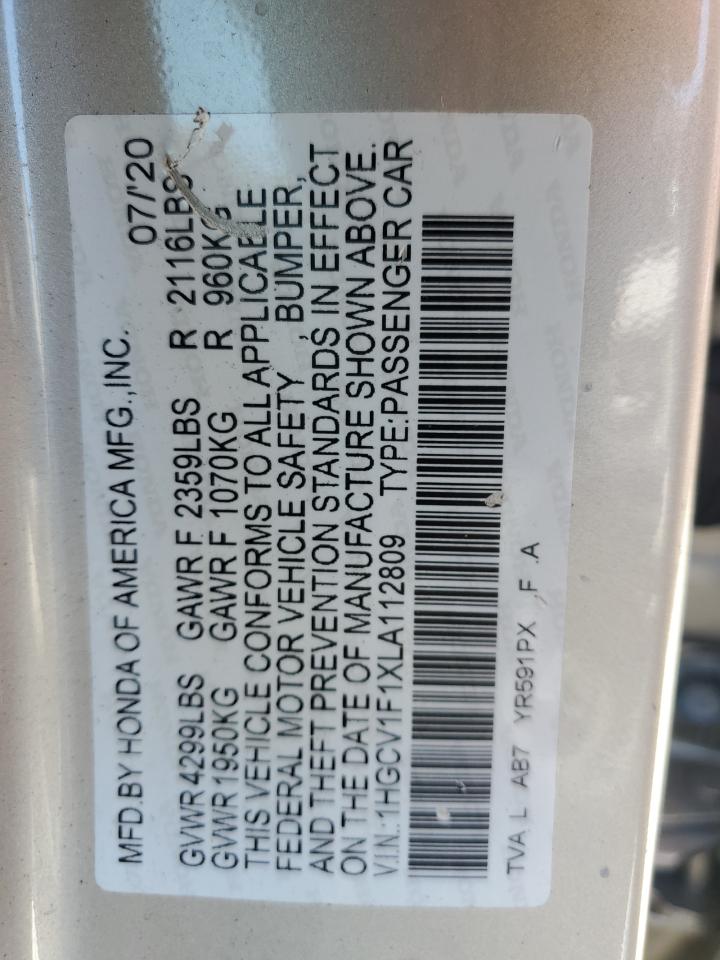 MFD.BY HONDA OF AMERICA MFG.,INC. 07/'20
GVWR 4299LBS GAWR F 2359LBS R 2116LBS
GVWR 1950KG GAWR F 1070KG R 960KG
THIS VEHICLE CONFORMS TO ALL APPLICABLE
FEDERAL MOTOR VEHICLE SAFETY , BUMPER,
AND THEFT PREVENTION STANDARDS IN EFFECT
ON THE DATE OF MANUFACTURE SHOWN ABOVE.
V.I.N.:1HGCV1F1XLA112809 TYPE:PASSENGER CAR
TVA L AB7 YR591PX F .A